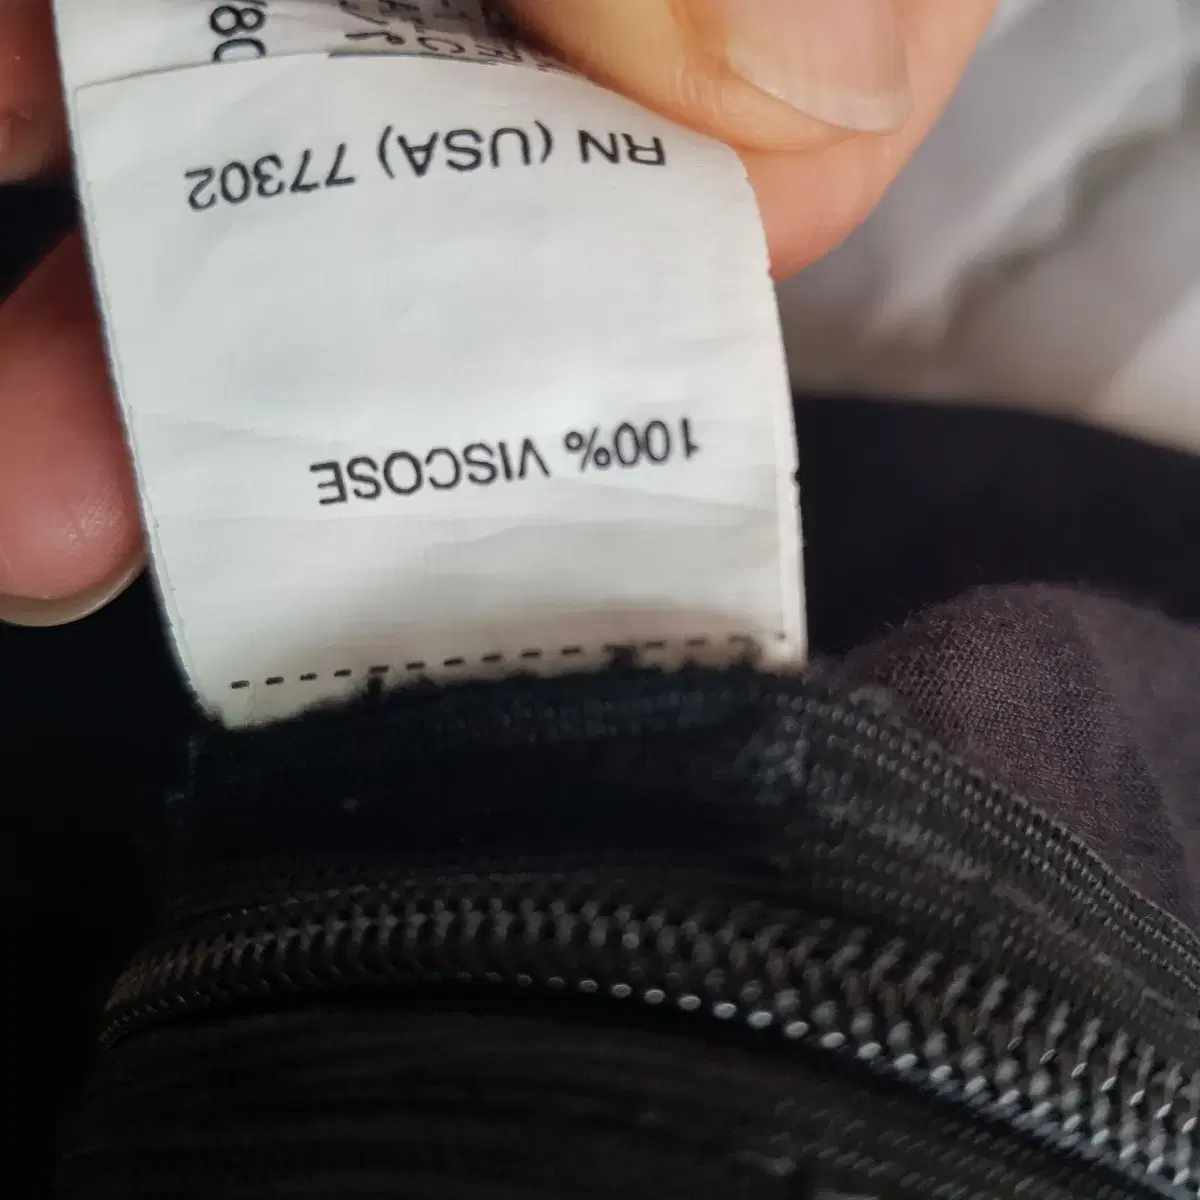 100% VISCOSE
RN (USA) 77302